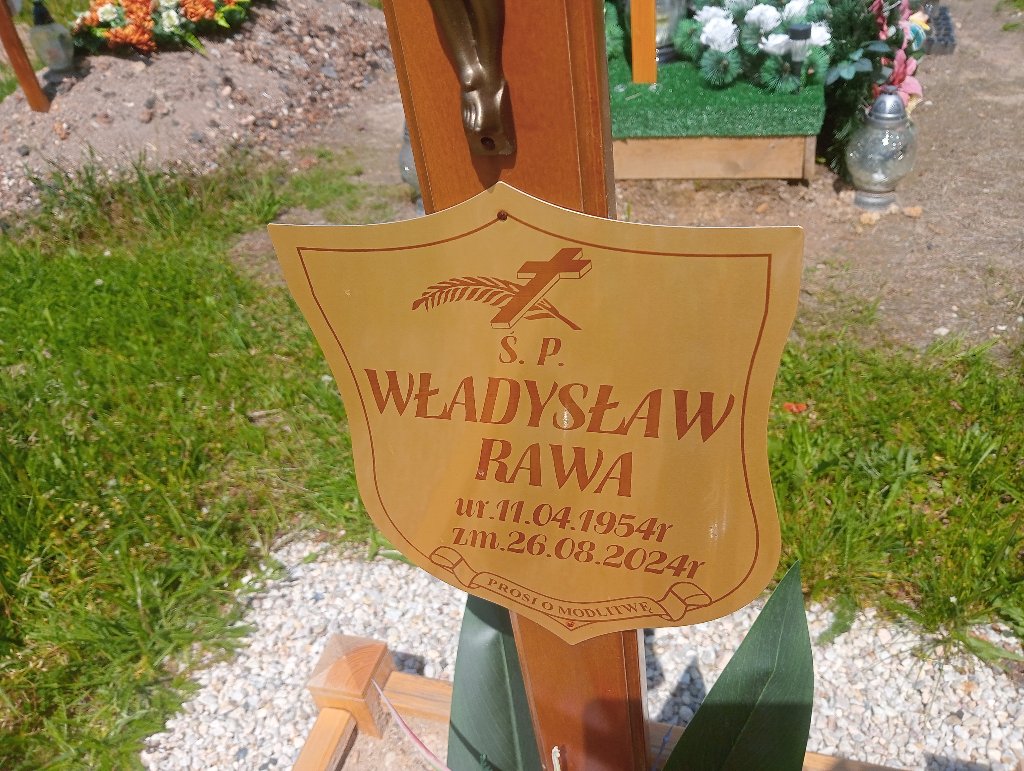 Ś. P.
WŁADYSŁAW
RAWA
ur.11.04.1954r
zm.26.08.2024r
PROSI O MODLITWĘ